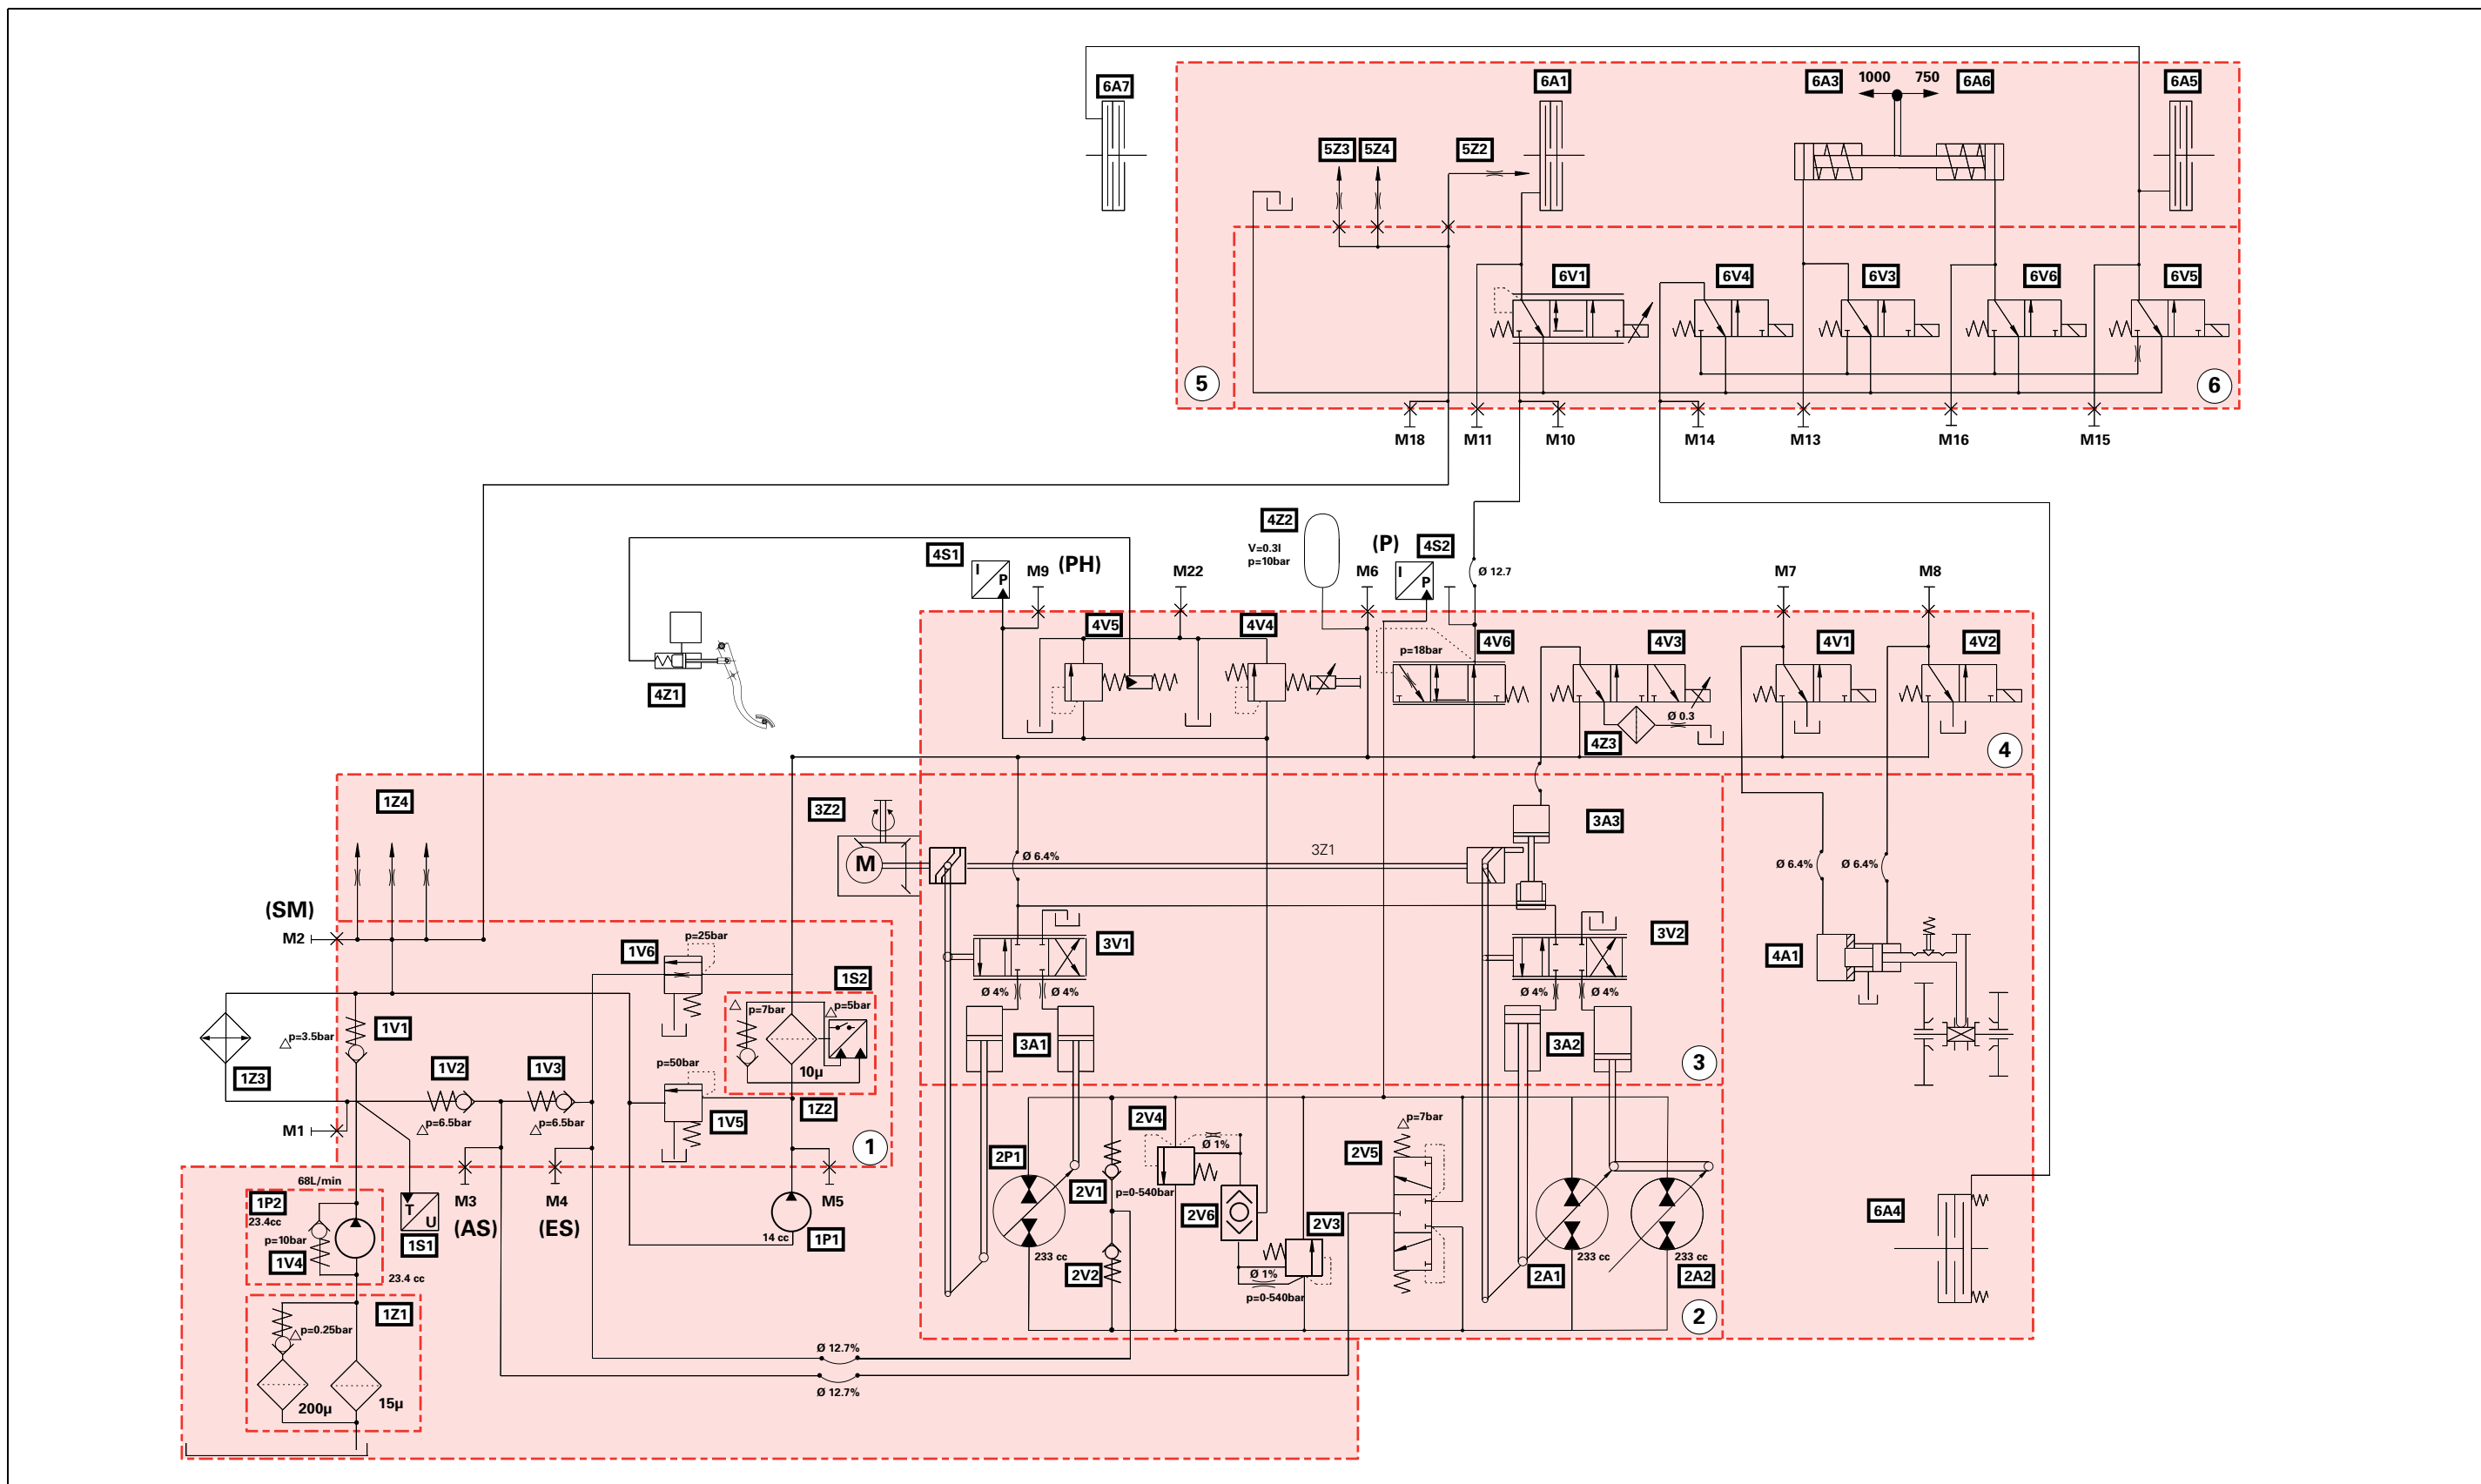 6A7
6A1
6A3
1000
750
6A6
6A5
5Z3
5Z4
5Z2
6V1
6V4
6V3
6V6
6V5
5
6
M18
M11
M10
M14
M13
M16
M15
4S1
I
P
M9
(PH)
M22
4Z2
V=0.3l
p=10bar
M6
(P)
4S2
I
P
Ø 12.7
M7
M8
4Z1
4V5
4V4
p=18bar
4V6
4V3
4V1
4V2
Ø 0.3
4Z3
4
1Z4
3Z2
M
Ø 6.4%
3Z1
3A3
Ø 6.4%
Ø 6.4%
(SM)
M2
1V6
p=25bar
1S2
3V1
3V2
4A1
p=7bar
p=5bar
Ø 4%
Ø 4%
Ø 4%
Ø 4%
p=3.5bar
1V1
1Z3
1V2
1V3
p=50bar
10µ
3A1
3A2
3
M1
p=6.5bar
p=6.5bar
1V5
1Z2
1
2V4
Ø 1%
p=7bar
2V5
2P1
2V1
p=0-540bar
68L/min
1P2
23.4cc
p=10bar
1V4
T
U
1S1
M3
(AS)
M4
(ES)
M5
14 cc
1P1
2V6
2V3
6A4
233 cc
2V2
Ø 1%
p=0-540bar
233 cc
2A1
233 cc
2A2
23.4 cc
1Z1
p=0.25bar
2
Ø 12.7%
Ø 12.7%
200µ
15µ